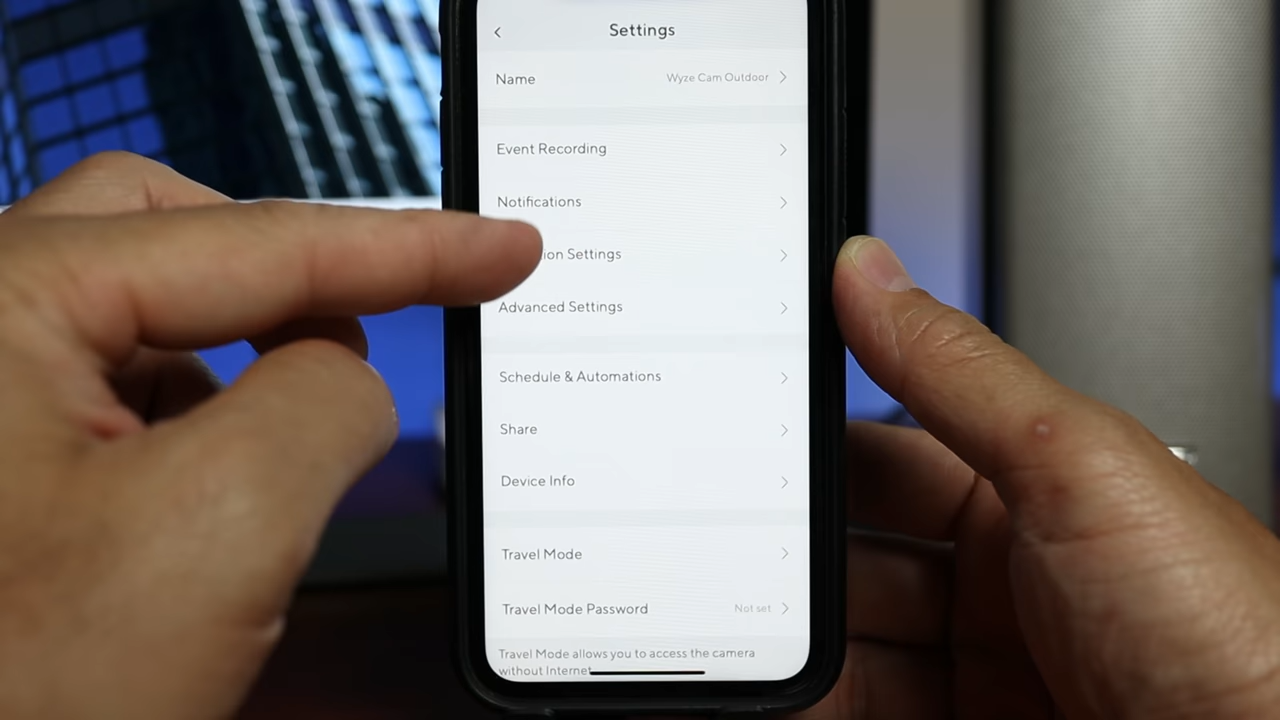 Settings
Name
Wyze Cam Outdoor
Event Recording
Notifications
Settings
Advanced Settings
Schedule & Automations
Share
Device Info
Travel Mode
Travel Mode Password
Not set
Travel Mode allows you to access the camera
without Internet